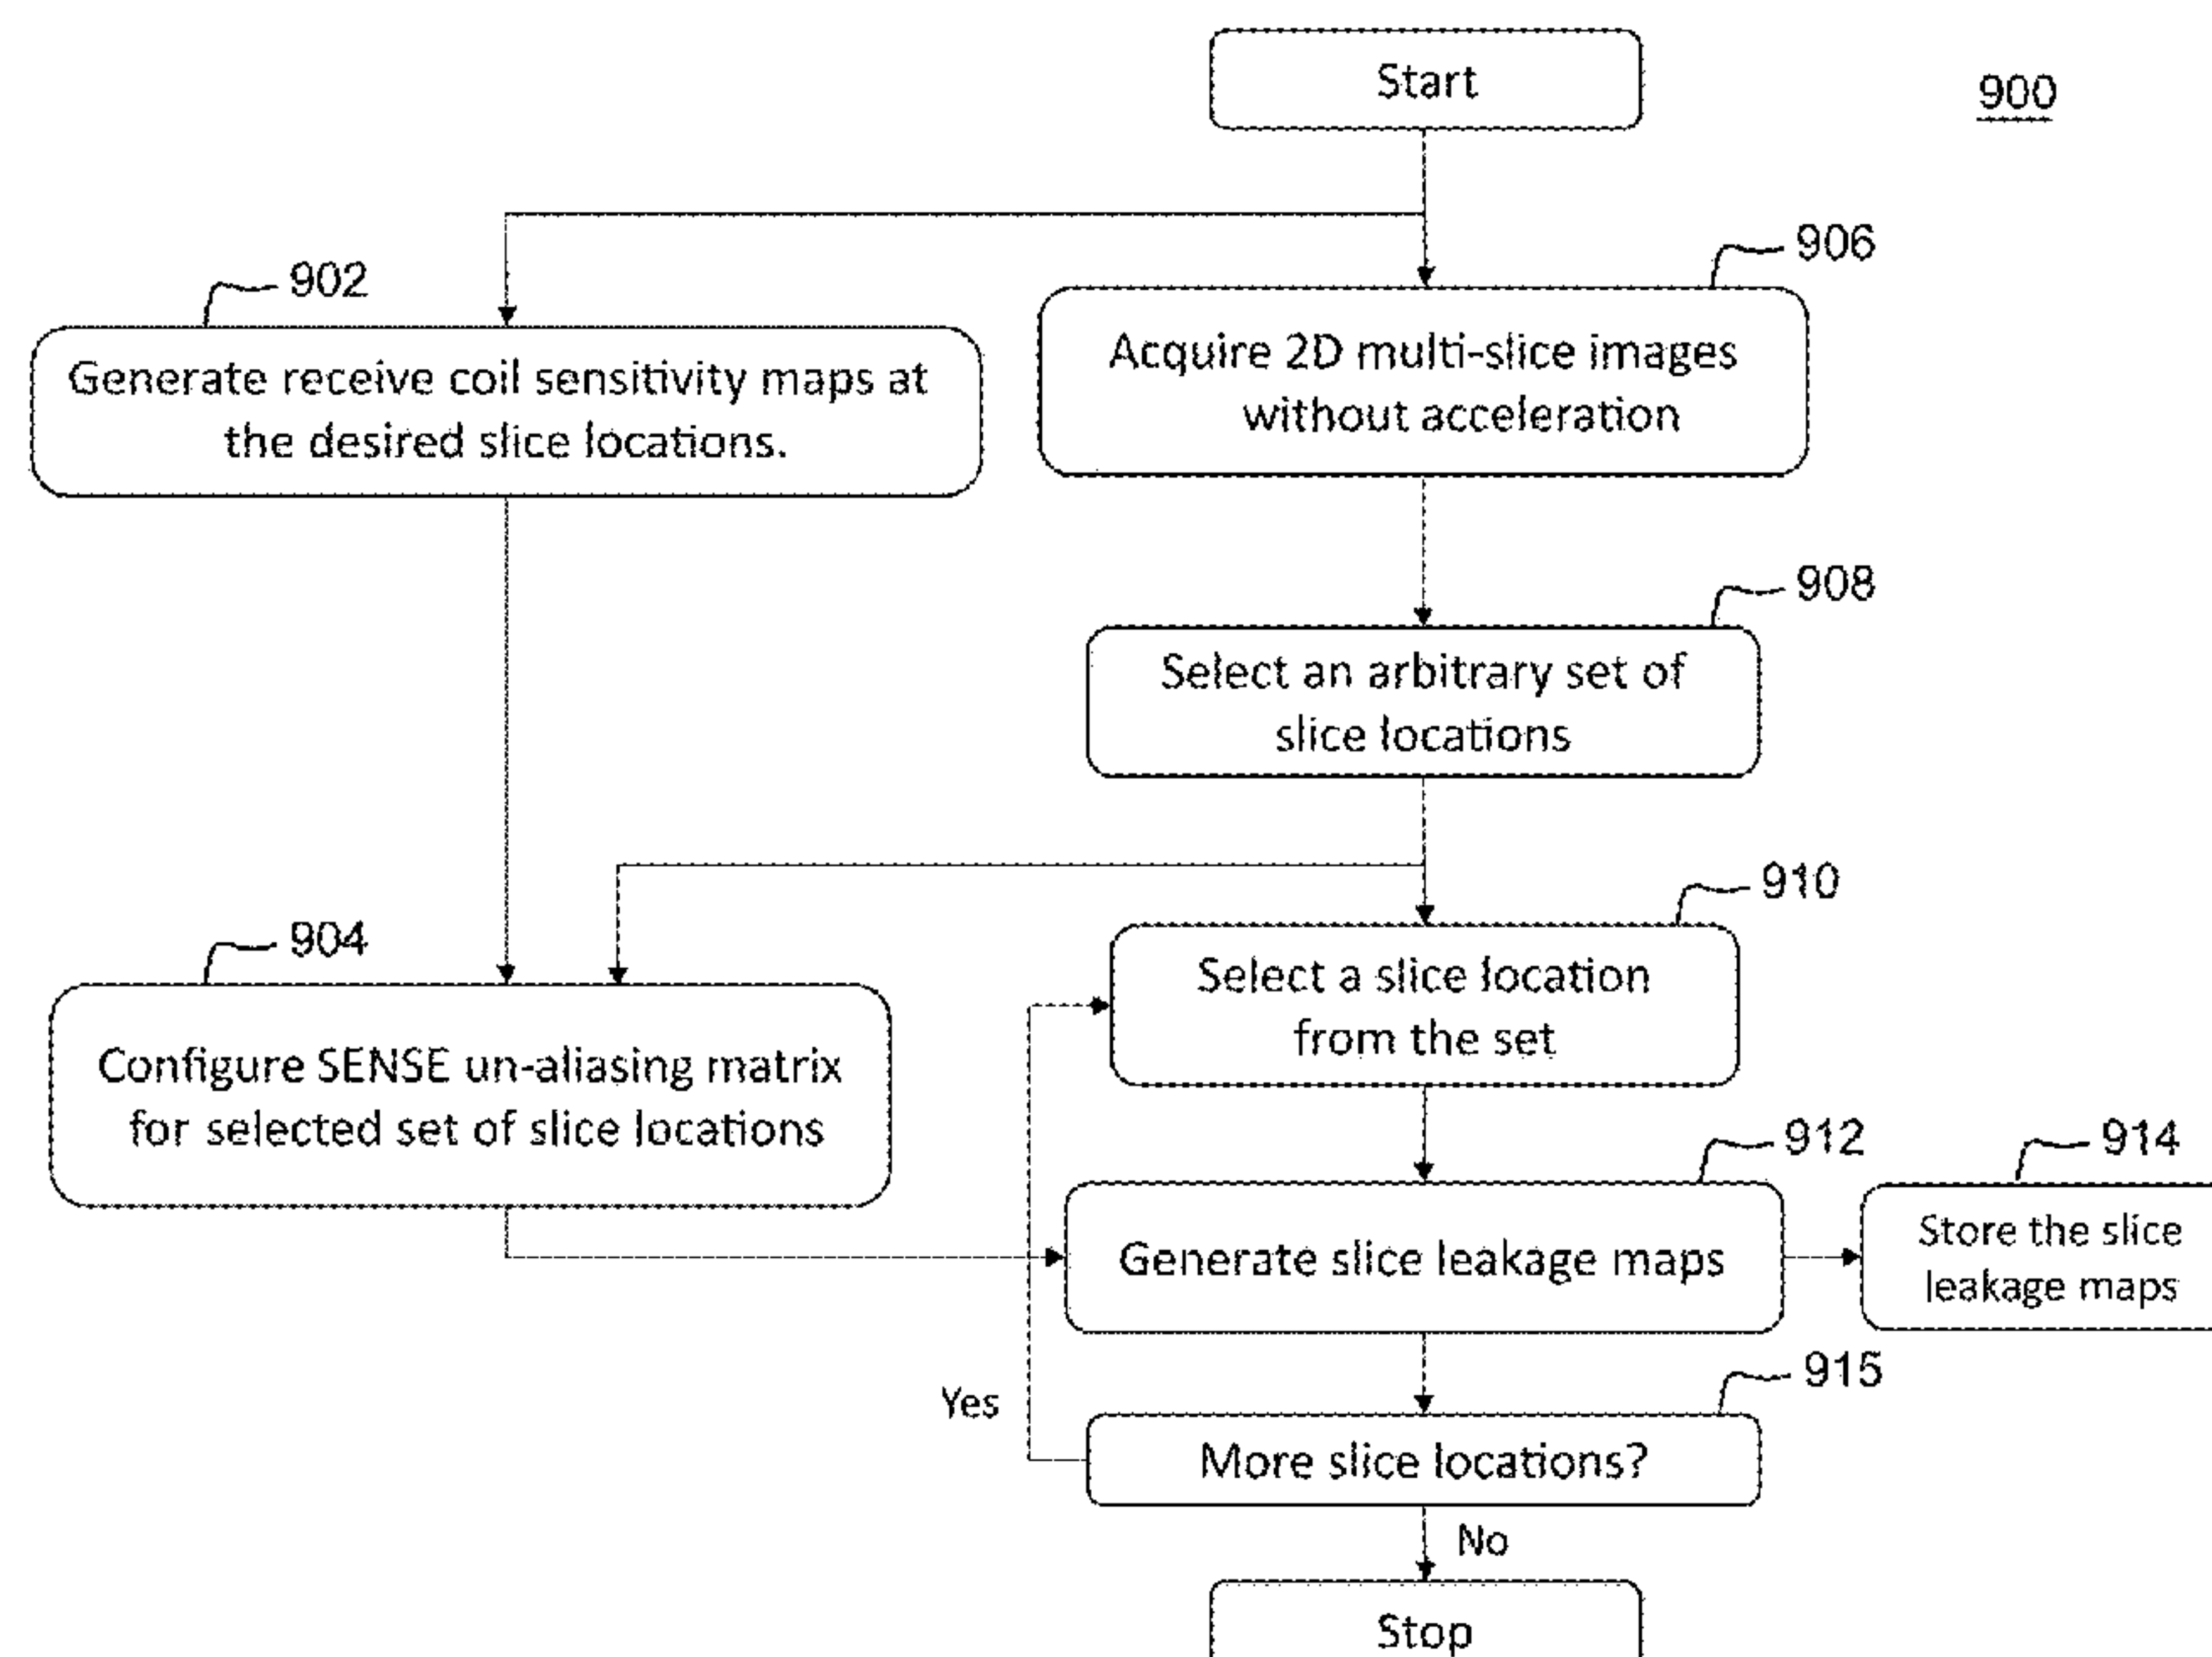 Start
900
906
902
Acquire 2D multi-slice images
without acceleration
Generate receive coil sensitivity maps at
the desired slice locations.
908
Select an arbitrary set of
slice locations
910
904
Select a slice location
from the set
Configure SENSE un-aliasing matrix
for selected set of slice locations
912
914
Generate slice leakage maps
Store the slice
leakage maps
915
Yes
More slice locations?
No
Stop